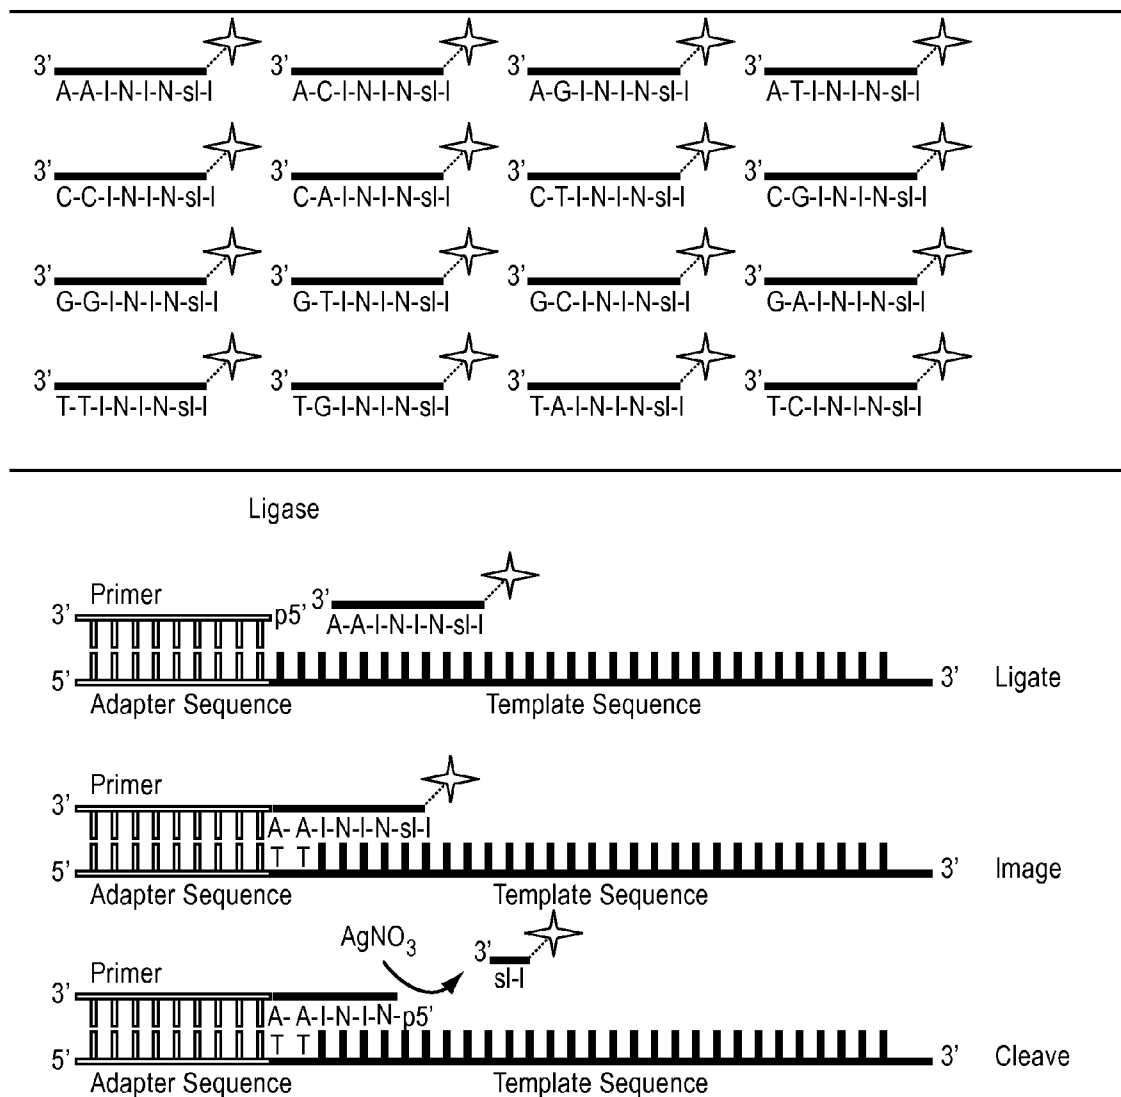 3’ 3’ 3’ 3’
A-A-I-N-I-N-sI-I A-C-I-N-I-N-sI-I A-G-I-N-I-N-sI-I A-T-I-N-I-N-sI-I
3’ 3’ 3’ 3’
C-C-I-N-I-N-sI-I C-A-I-N-I-N-sI-I C-T-I-N-I-N-sI-I C-G-I-N-I-N-sI-I
3’ 3’ 3’ 3’
G-G-I-N-I-N-sI-I G-T-I-N-I-N-sI-I G-C-I-N-I-N-sI-I G-A-I-N-I-N-sI-I
3’ 3’ 3’ 3’
T-T-I-N-I-N-sI-I T-G-I-N-I-N-sI-I T-A-I-N-I-N-sI-I T-C-I-N-I-N-sI-I
Ligase
Primer
3’ p5’ 3’
A-A-I-N-I-N-sI-I
5’ 3’ Ligate
Adapter Sequence Template Sequence
Primer
3’
A- A-I-N-I-N-sI-I
T T
5’ 3’ Image
Adapter Sequence Template Sequence
AgNO3
3’
sI-I
Primer
3’
A- A-I-N-I-N-p5’
T T
5’ 3’ Cleave
Adapter Sequence Template Sequence